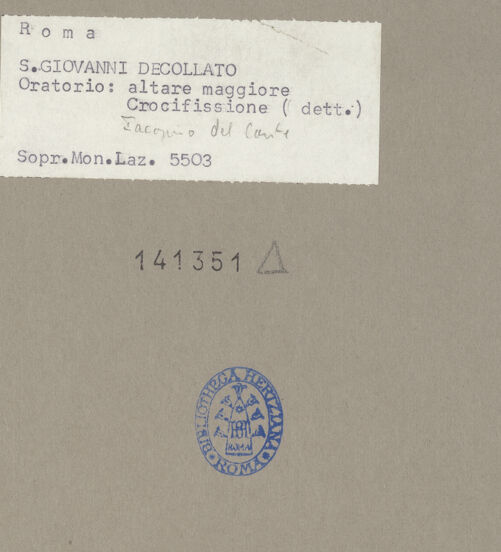 Roma
S.GIOVANNI DECOLLATO
Oratorio: altare maggiore
Crocifissione ( dett.)
Iacopino del Conte
Sopr.Mon.Laz. 5503
141351
BIBLIOTHECA HERTZIANA
ROMA